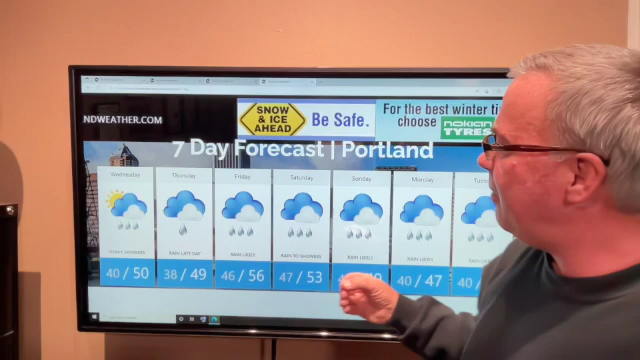 NDWEATHER.COM
SNOW & ICE AHEAD
Be Safe.
For the best winter ti
choose
nokian
TYRES
7 Day Forecast | Portland
Wednesday
Thursday
Friday
Saturday
Sunday
Monday
Tuesd
RAIN LATE DAY
RAIN LIKELY
RAIN TO SHOWERS
RAIN LIKELY
RAIN LIKELY
40 / 50
38 / 49
46 / 56
47 / 53
40 / 47
40 /